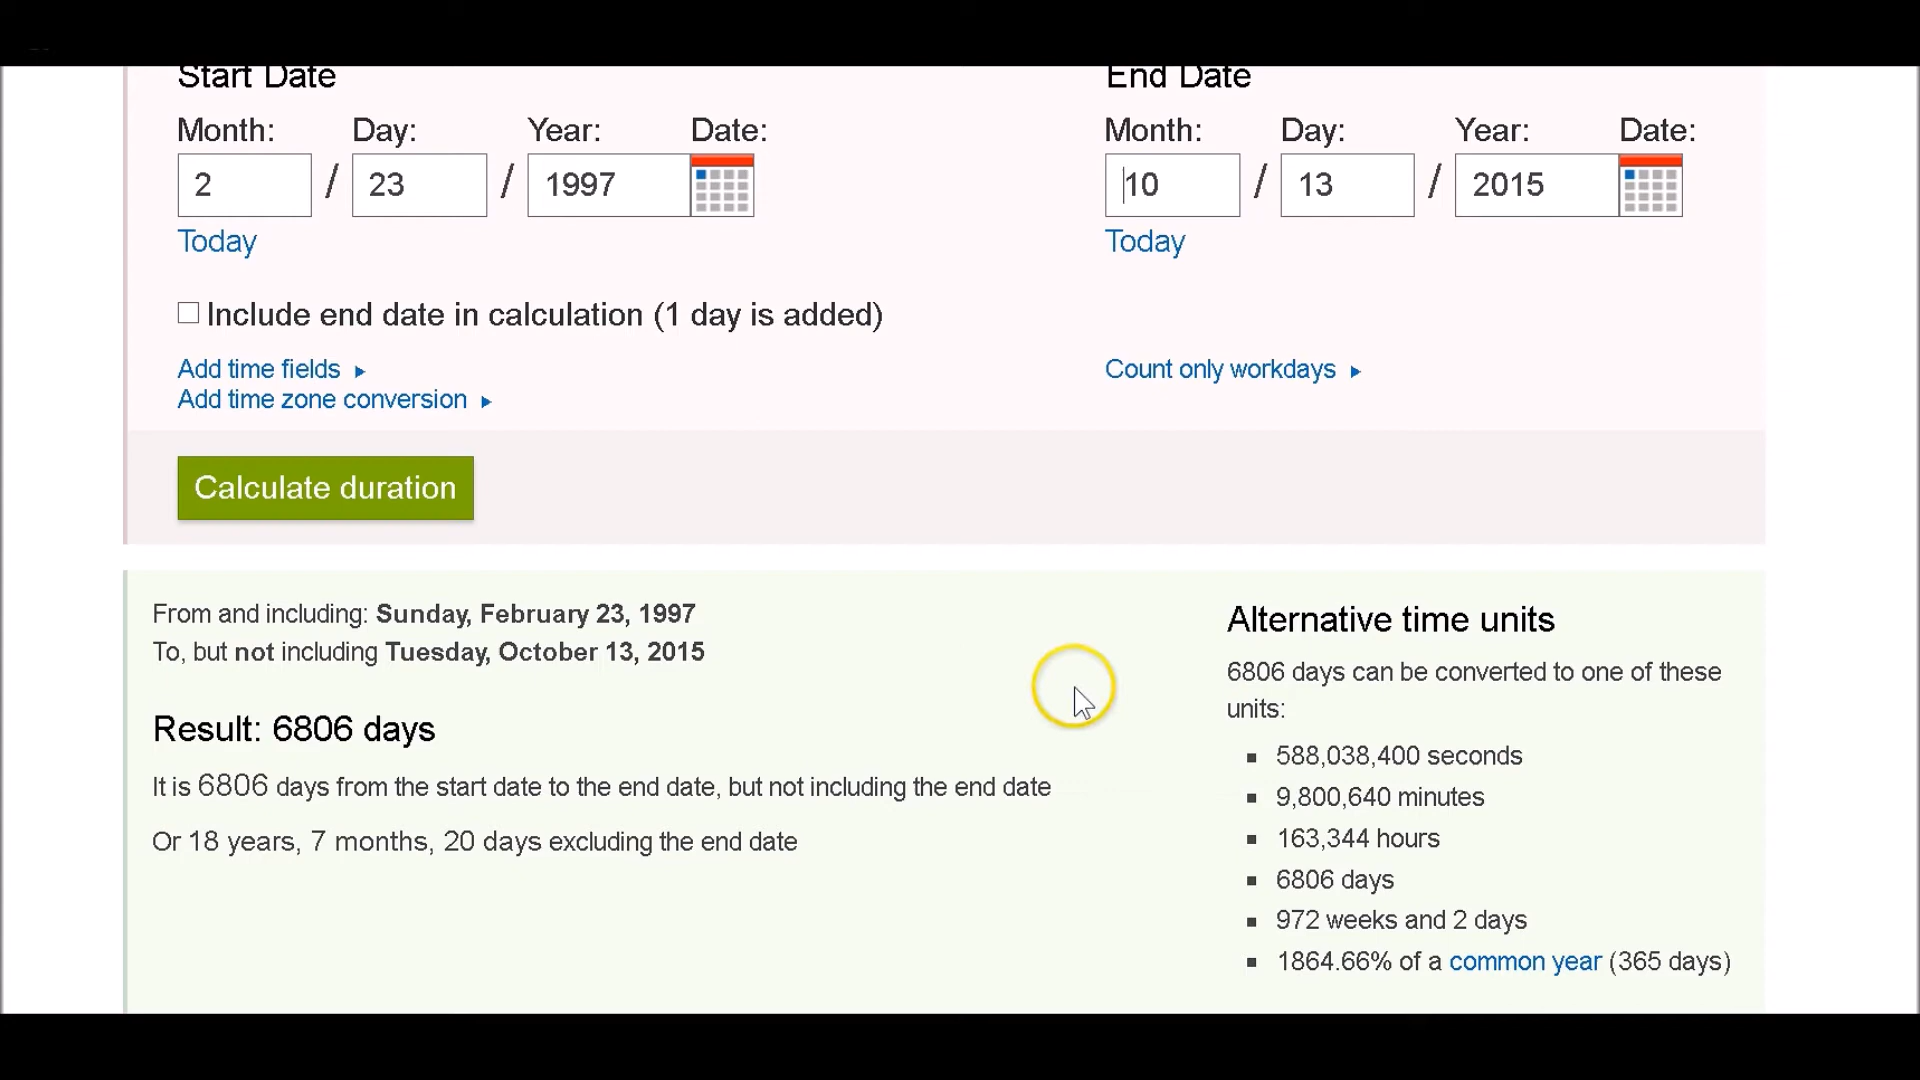 Start Date End Date
Month: Day: Year: Date: Month: Day: Year: Date:
2 / 23 / 1997 10 / 13 / 2015
Today Today
Include end date in calculation (1 day is added)
Add time fields Count only workdays
Add time zone conversion
Calculate duration
From and including: Sunday, February 23, 1997
To, but not including Tuesday, October 13, 2015
Result: 6806 days
It is 6806 days from the start date to the end date, but not including the end date
Or 18 years, 7 months, 20 days excluding the end date
Alternative time units
6806 days can be converted to one of these
units:
588,038,400 seconds
9,800,640 minutes
163,344 hours
6806 days
972 weeks and 2 days
1864.66% of a common year (365 days)